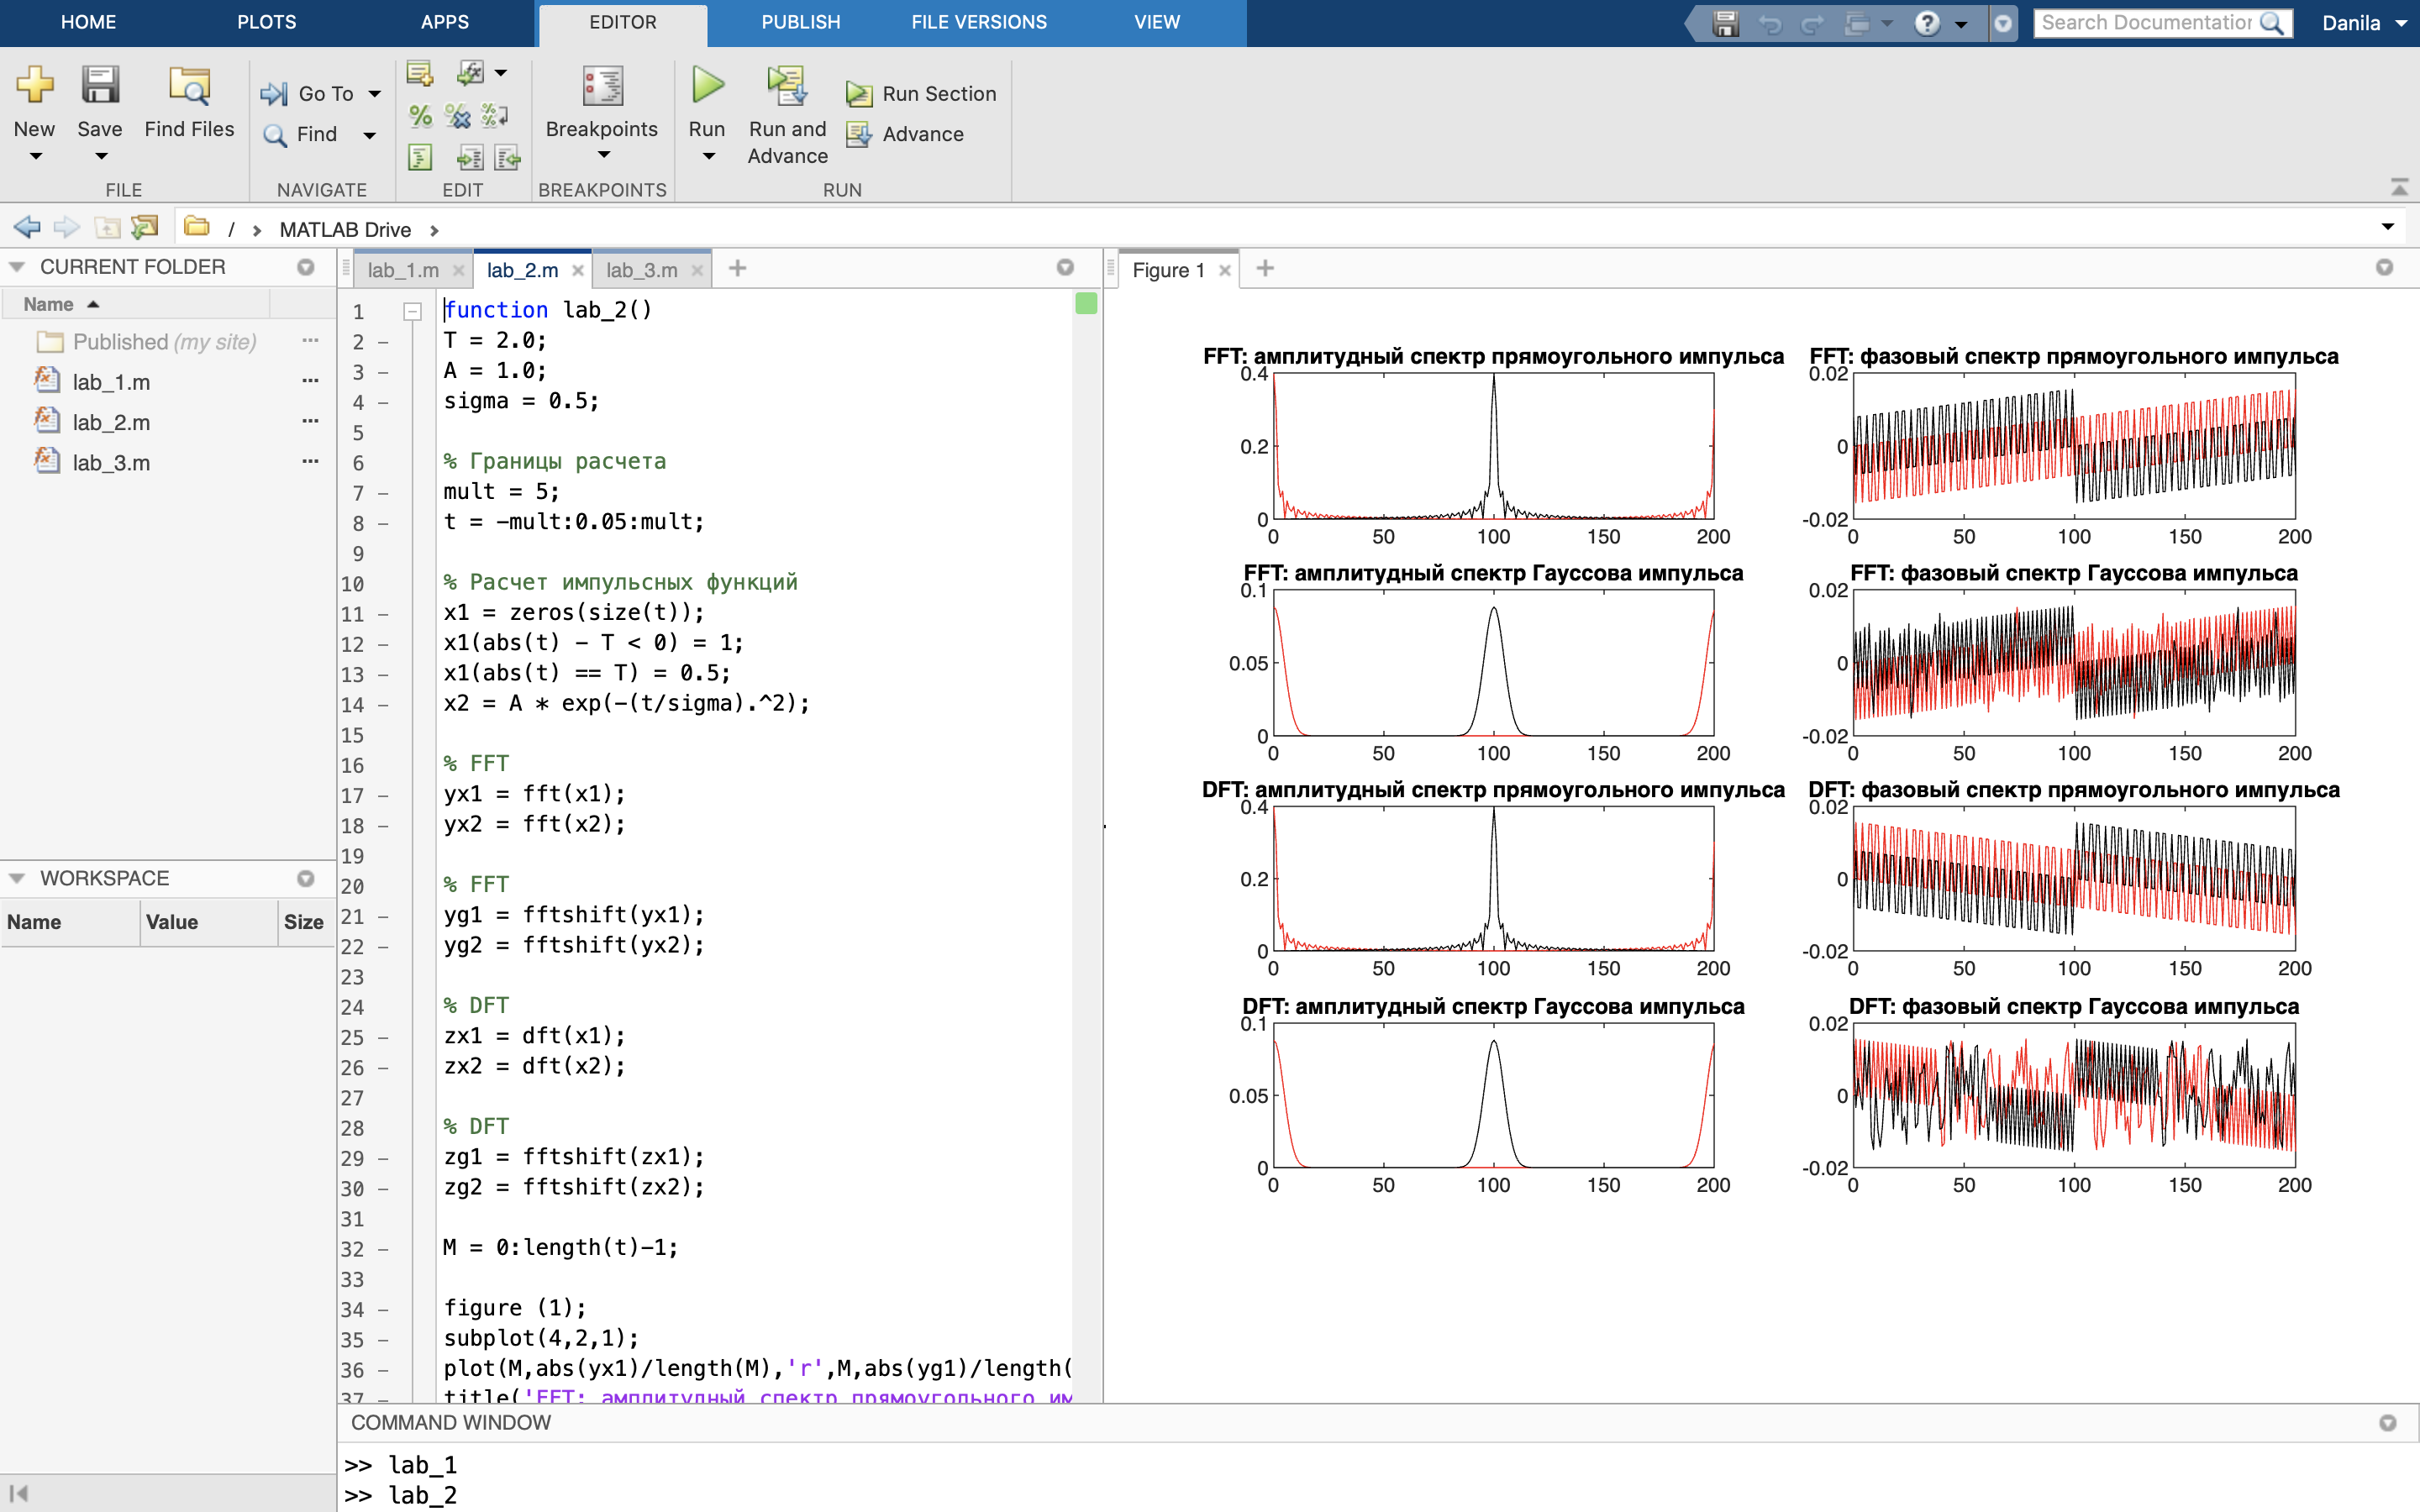 HOME PLOTS APPS EDITOR PUBLISH FILE VERSIONS VIEW
Search Documentation Danila
New Save Find Files
Go To
Find
Breakpoints
Run Run and Advance
Run Section
Advance
FILE NAVIGATE EDIT BREAKPOINTS RUN
/ › MATLAB Drive ›
CURRENT FOLDER
Name
Published (my site)
lab_1.m
lab_2.m
lab_3.m
WORKSPACE
Name Value Size
lab_1.m lab_2.m lab_3.m
1 function lab_2()
2 T = 2.0;
3 A = 1.0;
4 sigma = 0.5;
5
6 % Границы расчета
7 mult = 5;
8 t = -mult:0.05:mult;
9
10 % Расчет импульсных функций
11 x1 = zeros(size(t));
12 x1(abs(t) - T < 0) = 1;
13 x1(abs(t) == T) = 0.5;
14 x2 = A * exp(-(t/sigma).^2);
15
16 % FFT
17 yx1 = fft(x1);
18 yx2 = fft(x2);
19
20 % FFT
21 yg1 = fftshift(yx1);
22 yg2 = fftshift(yx2);
23
24 % DFT
25 zx1 = dft(x1);
26 zx2 = dft(x2);
27
28 % DFT
29 zg1 = fftshift(zx1);
30 zg2 = fftshift(zx2);
31
32 M = 0:length(t)-1;
33
34 figure (1);
35 subplot(4,2,1);
36 plot(M,abs(yx1)/length(M),'r',M,abs(yg1)/length(
37 title('FFT: амплитудный спектр прямоугольного им
Figure 1
FFT: амплитудный спектр прямоугольного импульса
0.4
0.2
0
0 50 100 150 200
FFT: фазовый спектр прямоугольного импульса
0.02
0
-0.02
0 50 100 150 200
FFT: амплитудный спектр Гауссова импульса
0.1
0.05
0
0 50 100 150 200
FFT: фазовый спектр Гауссова импульса
0.02
0
-0.02
0 50 100 150 200
DFT: амплитудный спектр прямоугольного импульса
0.4
0.2
0
0 50 100 150 200
DFT: фазовый спектр прямоугольного импульса
0.02
0
-0.02
0 50 100 150 200
DFT: амплитудный спектр Гауссова импульса
0.1
0.05
0
0 50 100 150 200
DFT: фазовый спектр Гауссова импульса
0.02
0
-0.02
0 50 100 150 200
COMMAND WINDOW
>> lab_1
>> lab_2